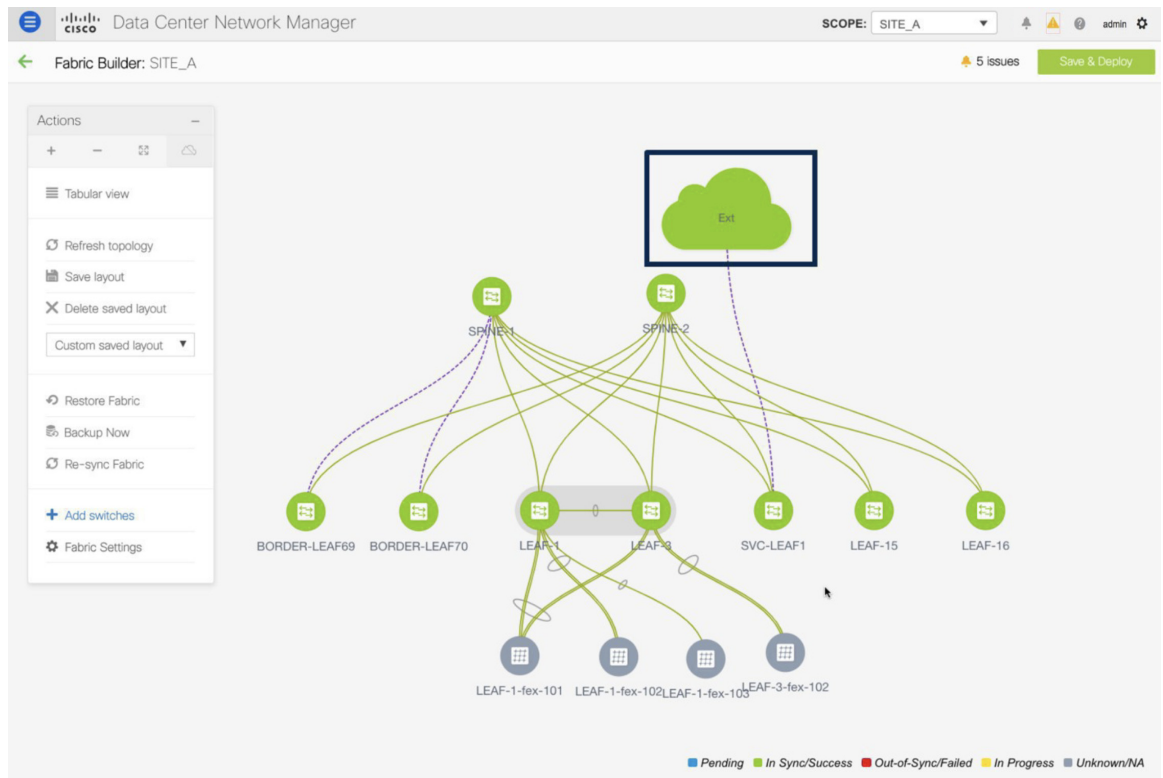 cisco Data Center Network Manager
SCOPE: SITE_A
admin
Fabric Builder: SITE_A
5 issues
Save & Deploy
Actions
Tabular view
Refresh topology
Save layout
Delete saved layout
Custom saved layout
Restore Fabric
Backup Now
Re-sync Fabric
Add switches
Fabric Settings
Ext
SPINE-1
SPINE-2
BORDER-LEAF69
BORDER-LEAF70
LEAF-1
LEAF-3
SVC-LEAF1
LEAF-15
LEAF-16
LEAF-1-fex-101
LEAF-1-fex-102
LEAF-1-fex-103
LEAF-3-fex-102
Pending In Sync/Success Out-of-Sync/Failed In Progress Unknown/NA